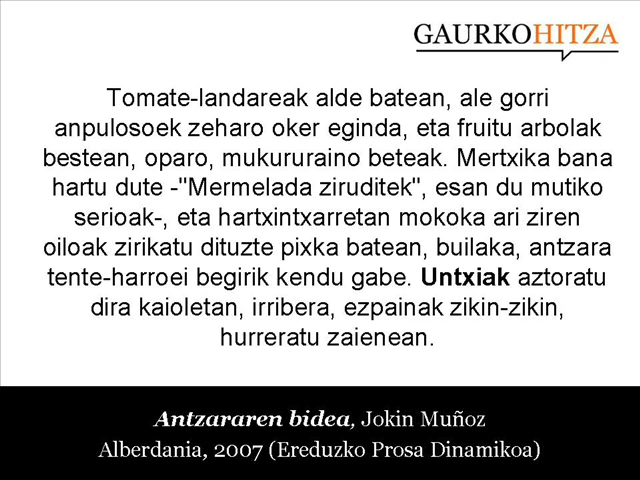 GAURKOHITZA
Tomate-landareak alde batean, ale gorri
anpulosoek zeharo oker eginda, eta fruitu arbolak
bestean, oparo, mukururaino beteak. Mertxika bana
hartu dute -"Mermelada ziruditek", esan du mutiko
serioak-, eta hartxintxarretan mokoka ari ziren
oiloak zirikatu dituzte pixka batean, builaka, antzara
tente-harroei begirik kendu gabe. Untxiak aztoratu
dira kaioletan, irribera, ezpainak zikin-zikin,
hurreratu zaienean.
Antzararen bidea, Jokin Muñoz
Alberdania, 2007 (Ereduzko Prosa Dinamikoa)